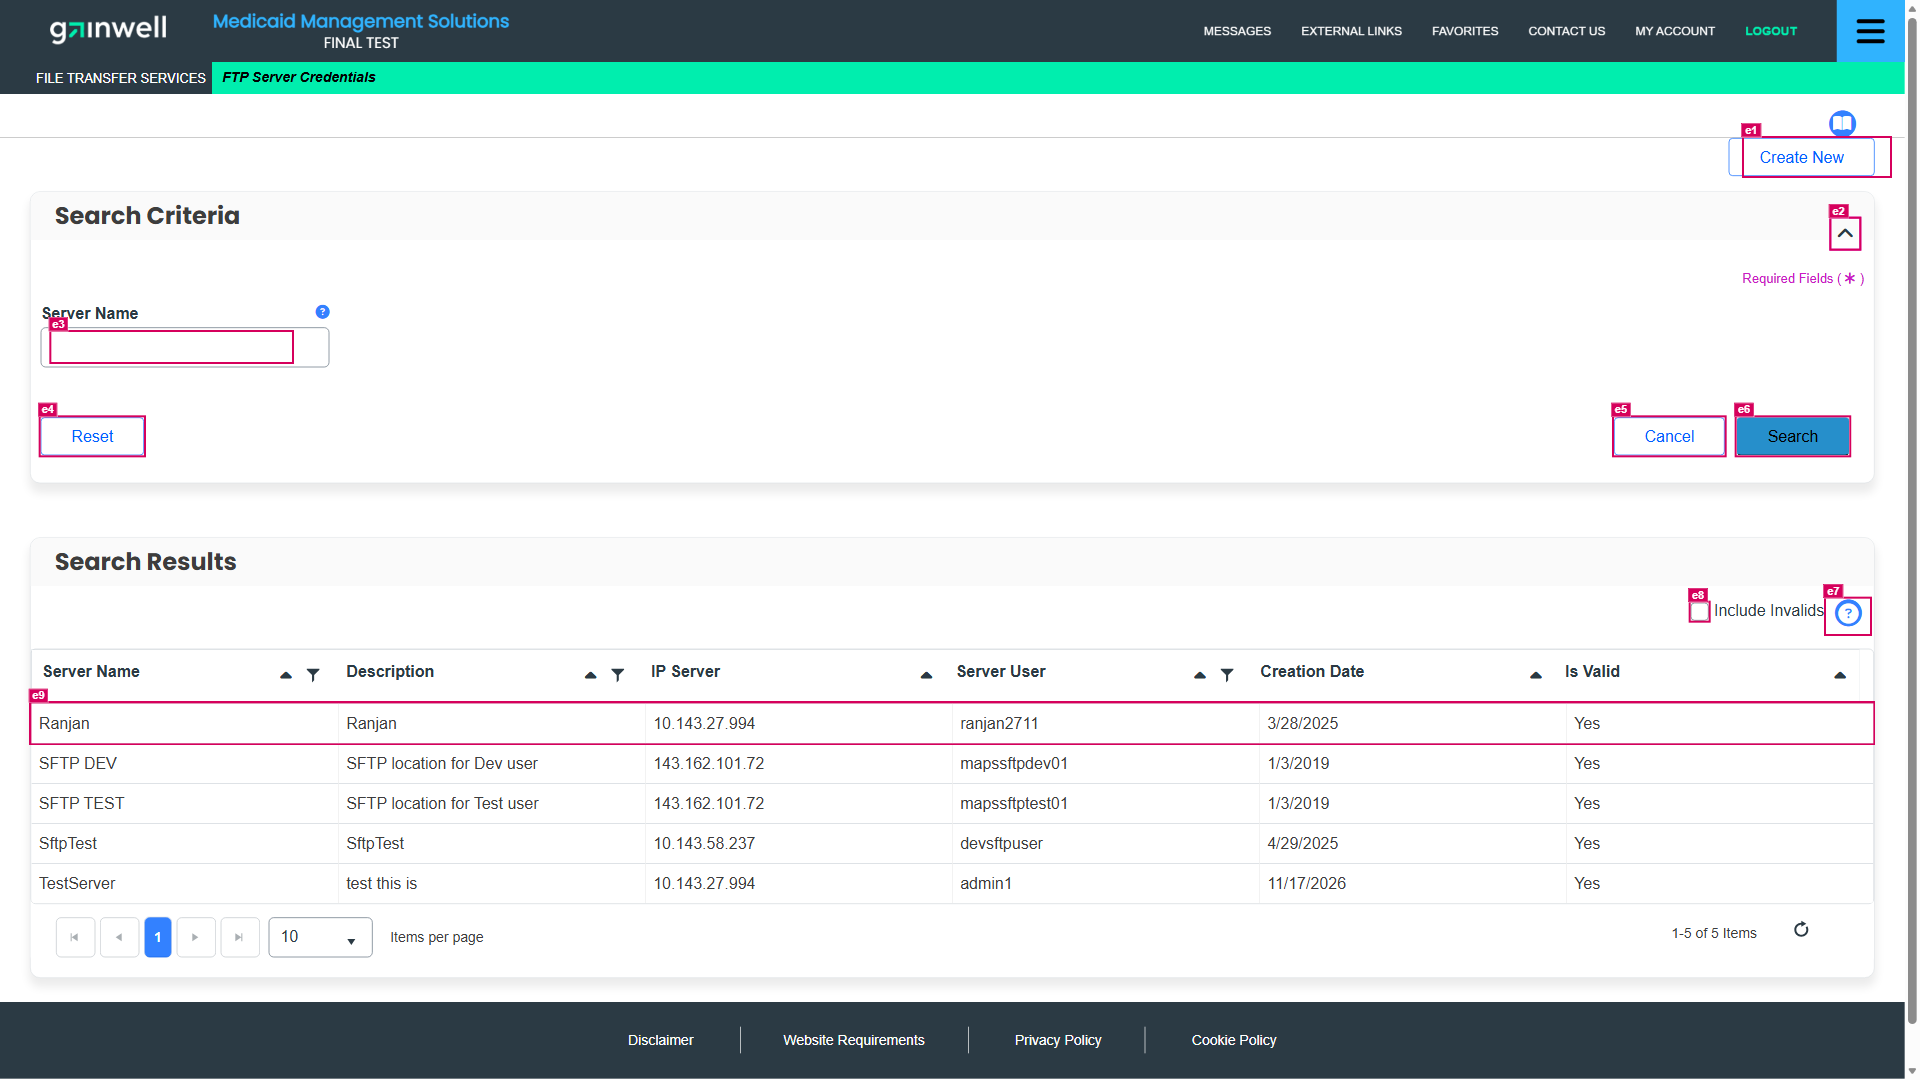 gainwell
Medicaid Management Solutions
FINAL TEST
MESSAGES
EXTERNAL LINKS
FAVORITES
CONTACT US
MY ACCOUNT
LOGOUT
FILE TRANSFER SERVICES
FTP Server Credentials
e1
Create New
Search Criteria
e2
Required Fields ( * )
Server Name
?
e3
e4
Reset
e5
Cancel
e6
Search
Search Results
e8
Include Invalids
e7
?
Server Name Description IP Server Server User Creation Date Is Valid
e9
Ranjan Ranjan 10.143.27.994 ranjan2711 3/28/2025 Yes
SFTP DEV SFTP location for Dev user 143.162.101.72 mapssftpdev01 1/3/2019 Yes
SFTP TEST SFTP location for Test user 143.162.101.72 mapssftptest01 1/3/2019 Yes
SftpTest SftpTest 10.143.58.237 devsftpuser 4/29/2025 Yes
TestServer test this is 10.143.27.994 admin1 11/17/2026 Yes
1
10
Items per page
1-5 of 5 Items
Disclaimer
Website Requirements
Privacy Policy
Cookie Policy